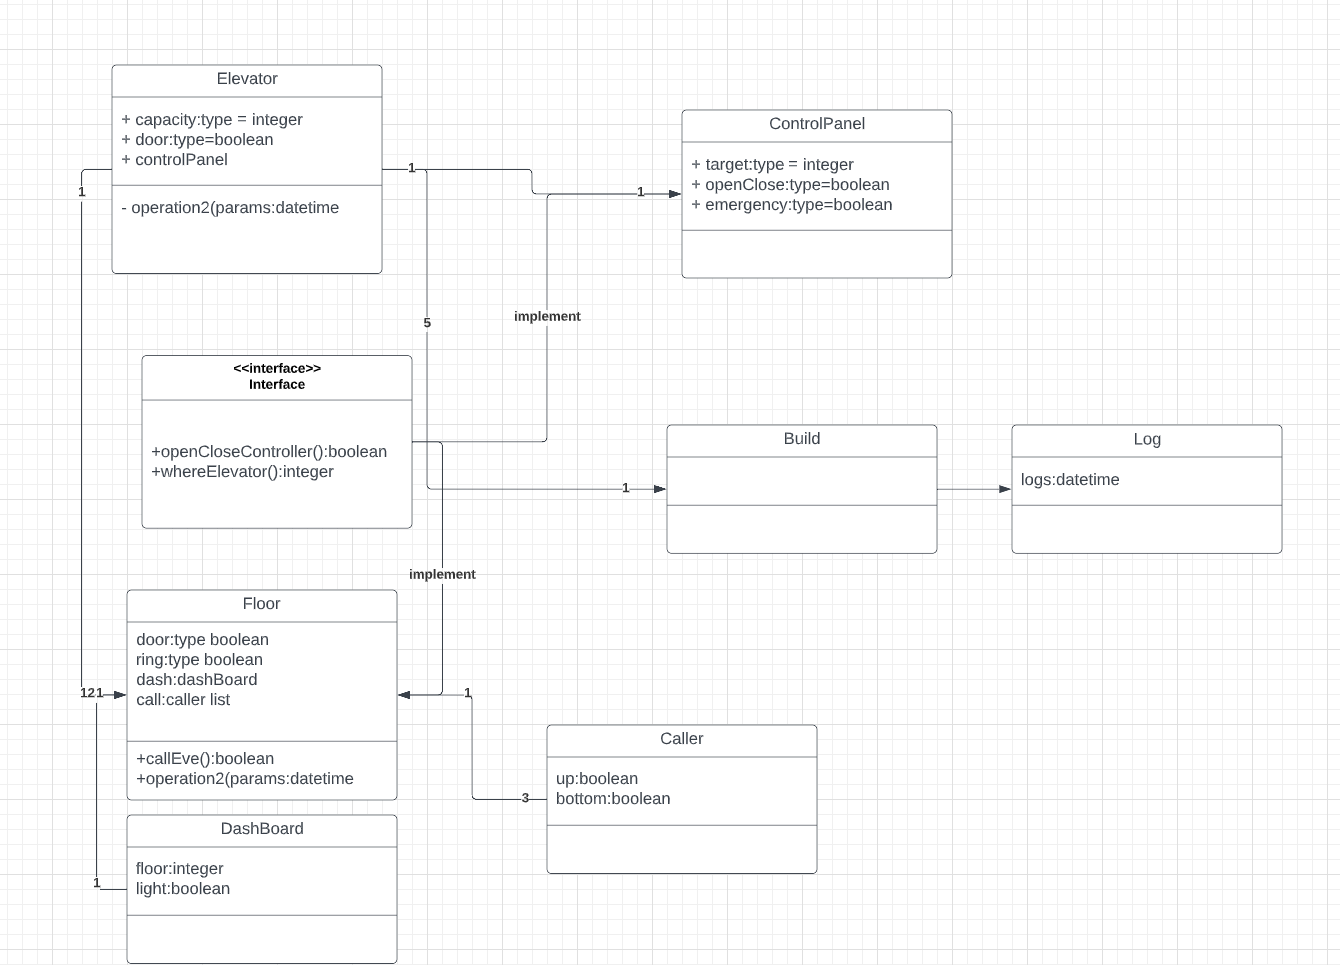 Elevator
+ capacity:type = integer
+ door:type=boolean
+ controlPanel
- operation2(params:datetime
ControlPanel
+ target:type = integer
+ openClose:type=boolean
+ emergency:type=boolean
1
1
1
5
implement
<<interface>>
Interface
+openCloseController():boolean
+whereElevator():integer
Build
Log
logs:datetime
1
implement
Floor
door:type boolean
ring:type boolean
dash:dashBoard
call:caller list
+callEve():boolean
+operation2(params:datetime
121
1
Caller
up:boolean
bottom:boolean
3
DashBoard
floor:integer
light:boolean
1